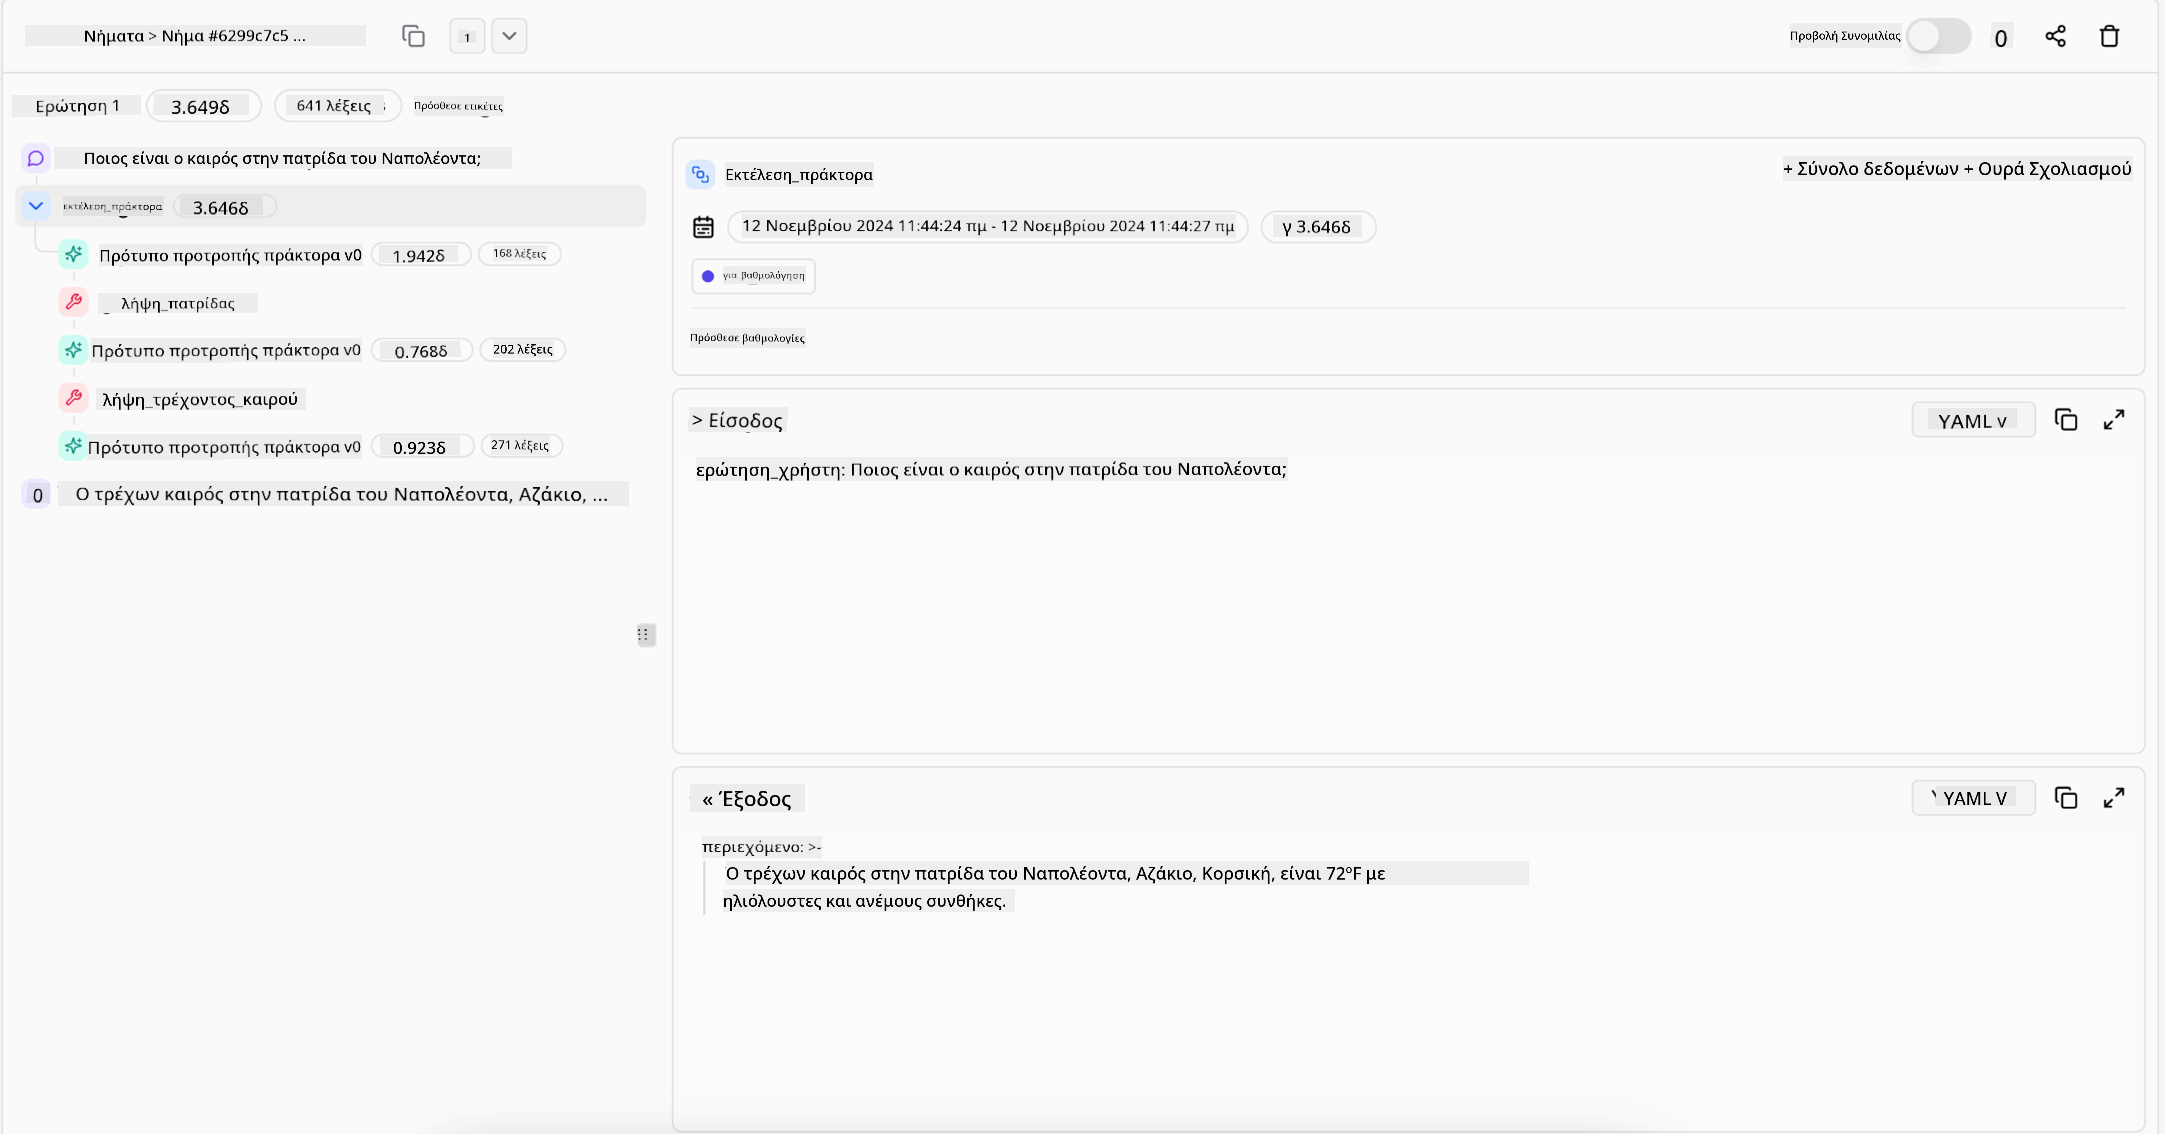 Νήματα > Νήμα #6299c7c5 ...
1
Προβολή Συνομιλίας
0
Ερώτηση 1
3.649δ
641 λέξεις
Πρόσθεσε ετικέτες
Ποιος είναι ο καιρός στην πατρίδα του Ναπολέοντα;
εκτέλεση_πράκτορα
3.646δ
Πρότυπο προτροπής πράκτορα v0
1.942δ
168 λέξεις
λήψη_πατρίδας
Πρότυπο προτροπής πράκτορα v0
0.768δ
202 λέξεις
λήψη_τρέχοντος_καιρού
Πρότυπο προτροπής πράκτορα v0
0.923δ
271 λέξεις
0
Ο τρέχων καιρός στην πατρίδα του Ναπολέοντα, Αζάκιο, ...
Εκτέλεση_πράκτορα
+ Σύνολο δεδομένων + Ουρά Σχολιασμού
12 Νοεμβρίου 2024 11:44:24 πμ - 12 Νοεμβρίου 2024 11:44:27 πμ
γ 3.646δ
για_βαθμολόγηση
Πρόσθεσε βαθμολογίες
> Είσοδος
YAML v
ερώτηση_χρήστη: Ποιος είναι ο καιρός στην πατρίδα του Ναπολέοντα;
« Έξοδος
YAML V
περιεχόμενο: >-
Ο τρέχων καιρός στην πατρίδα του Ναπολέοντα, Αζάκιο, Κορσική, είναι 72°F με
ηλιόλουστες και ανέμους συνθήκες.